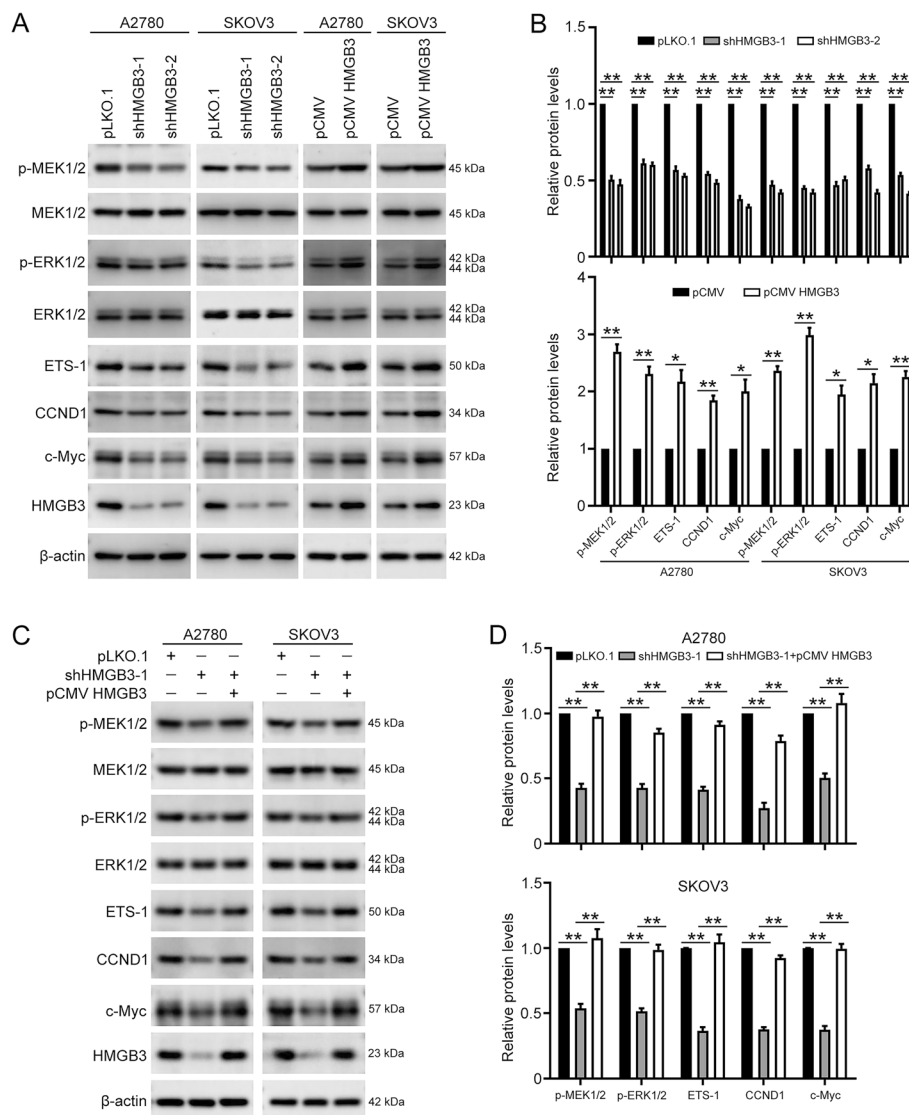 A
A2780 SKOV3 A2780 SKOV3
pLKO.1 shHMGB3-1 shHMGB3-2 pLKO.1 shHMGB3-1 shHMGB3-2 pCMV pCMV HMGB3 pCMV pCMV HMGB3
p-MEK1/2 45 kDa
MEK1/2 45 kDa
p-ERK1/2 42 kDa
44 kDa
ERK1/2 42 kDa
44 kDa
ETS-1 50 kDa
CCND1 34 kDa
c-Myc 57 kDa
HMGB3 23 kDa
β-actin 42 kDa
B
pLKO.1 shHMGB3-1 shHMGB3-2
** ** ** ** ** ** ** ** ** **
** ** ** ** ** ** ** ** ** **
Relative protein levels
1.0
0.5
0
pCMV pCMV HMGB3
** ** * ** * ** ** * * **
Relative protein levels
4
3
2
1
0
p-MEK1/2 p-ERK1/2 ETS-1 CCND1 c-Myc p-MEK1/2 p-ERK1/2 ETS-1 CCND1 c-Myc
A2780 SKOV3
C
A2780 SKOV3
pLKO.1 + – – + – –
shHMGB3-1 – + + – + +
pCMV HMGB3 – – + – – +
p-MEK1/2 45 kDa
MEK1/2 45 kDa
p-ERK1/2 42 kDa
44 kDa
ERK1/2 42 kDa
44 kDa
ETS-1 50 kDa
CCND1 34 kDa
c-Myc 57 kDa
HMGB3 23 kDa
β-actin 42 kDa
D
A2780
pLKO.1 shHMGB3-1 shHMGB3-1+pCMV HMGB3
** ** ** ** **
** ** ** ** **
Relative protein levels
1.5
1.0
0.5
0
SKOV3
** ** ** ** **
** ** ** ** **
Relative protein levels
1.5
1.0
0.5
0
p-MEK1/2 p-ERK1/2 ETS-1 CCND1 c-Myc